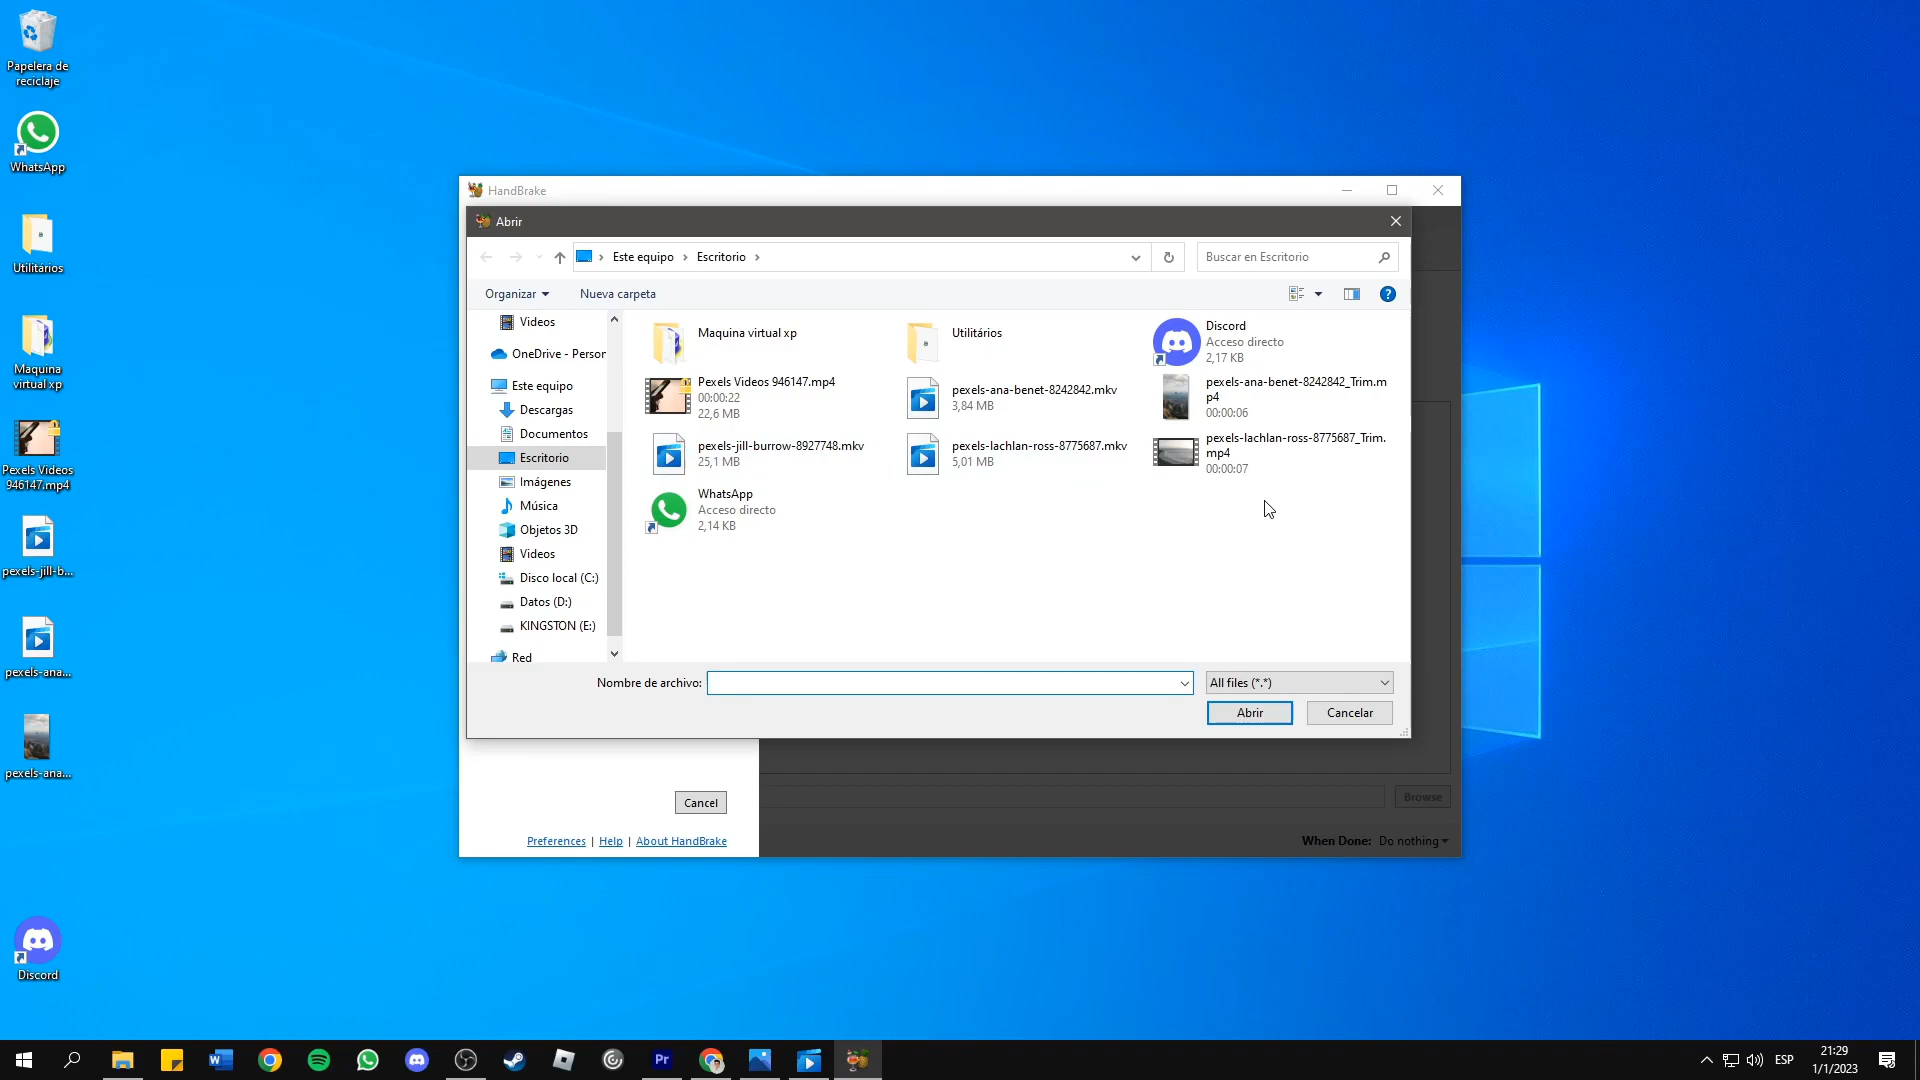 Papelera de
reciclaje
WhatsApp
Utilitários
Maquina
virtual xp
Pexels Videos
946147.mp4
pexels-jill-b...
pexels-ana...
pexels-ana...
Discord
HandBrake
Abrir
Este equipo
Escritorio
Buscar en Escritorio
Organizar
Nueva carpeta
?
Videos
OneDrive - Person
Este equipo
Descargas
Documentos
Escritorio
Imágenes
Música
Objetos 3D
Videos
Disco local (C:)
Datos (D:)
KINGSTON (E:)
Red
Maquina virtual xp
Utilitários
Discord
Acceso directo
2,17 KB
Pexels Videos 946147.mp4
00:00:22
22,6 MB
pexels-ana-benet-8242842.mkv
3,84 MB
pexels-ana-benet-8242842_Trim.m
p4
00:00:06
pexels-jill-burrow-8927748.mkv
25,1 MB
pexels-lachlan-ross-8775687.mkv
5,01 MB
pexels-lachlan-ross-8775687_Trim.
mp4
00:00:07
WhatsApp
Acceso directo
2,14 KB
Nombre de archivo:
All files (*.*)
Abrir
Cancelar
Cancel
Browse
Preferences | Help | About HandBrake
When Done: Do nothing
Pr
ESP
21:29
1/1/2023